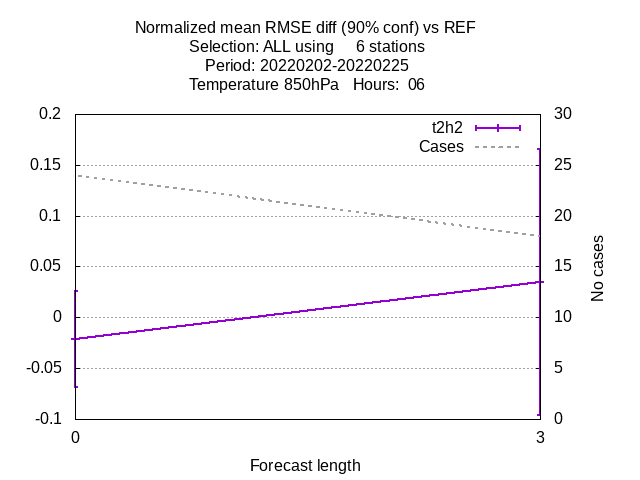 Normalized mean RMSE diff (90% conf) vs REF
Selection: ALL using     6 stations
Period: 20220202-20220225
Temperature 850hPa   Hours:  06
t2h2
Cases
0.2
0.15
0.1
0.05
0
-0.05
-0.1
30
25
20
15
10
5
0
No cases
0
3
Forecast length